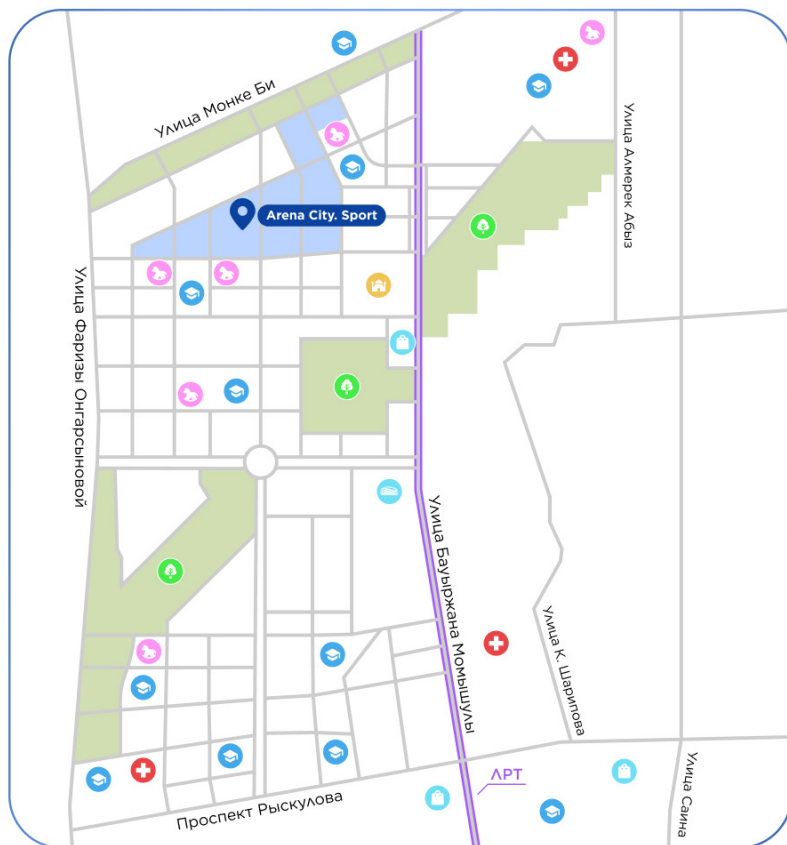 Улица Монке Би
Улица Алмерек Абыз
Arena City. Sport
Улица Фаризы Онгарсыновой
Улица Бауыржана Момышулы
Улица К. Шарипова
ЛРТ
Улица Саина
Проспект Рыскулова